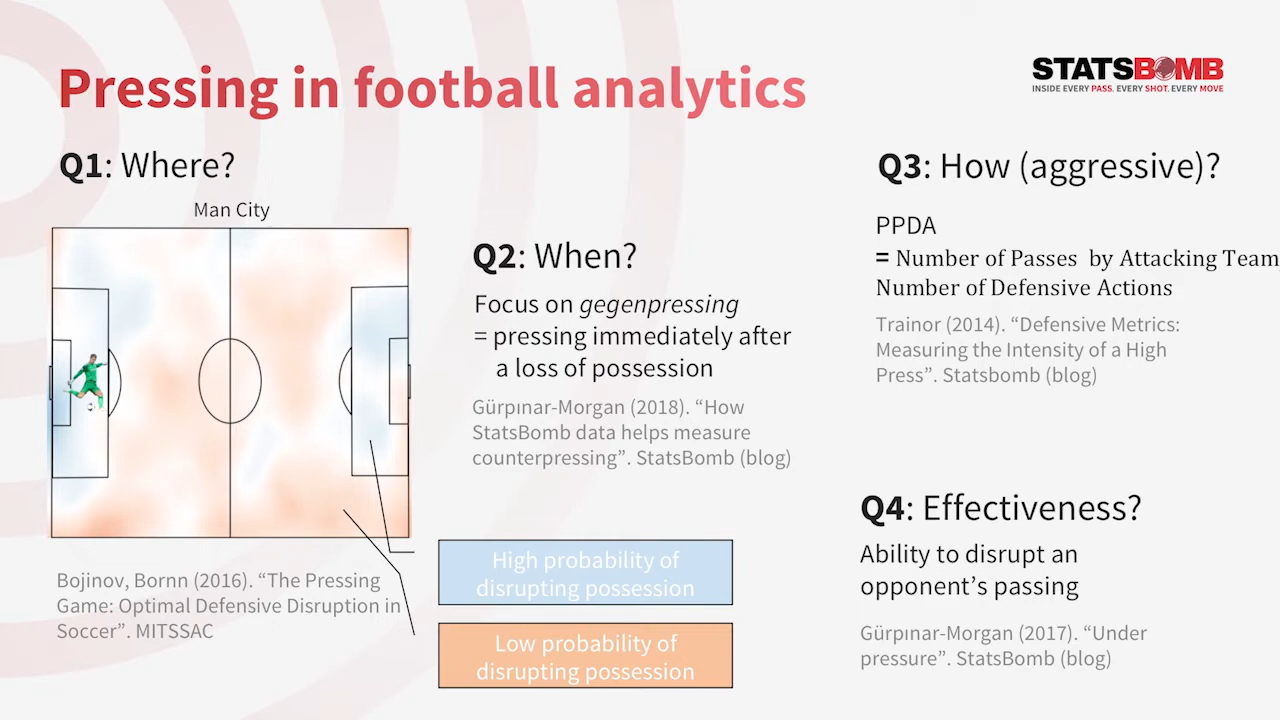 Pressing in football analytics
STATSBOMB
INSIDE EVERY PASS. EVERY SHOT. EVERY MOVE
Q1: Where?
Man City
Bojinov, Bornn (2016). “The Pressing
Game: Optimal Defensive Disruption in
Soccer”. MITSSAC
Q2: When?
Focus on gegenpressing
= pressing immediately after
a loss of possession
Gürpınar-Morgan (2018). “How
StatsBomb data helps measure
counterpressing”. StatsBomb (blog)
High probability of
disrupting possession
Low probability of
disrupting possession
Q3: How (aggressive)?
PPDA
= Number of Passes by Attacking Team
Number of Defensive Actions
Trainor (2014). “Defensive Metrics:
Measuring the Intensity of a High
Press”. Statsbomb (blog)
Q4: Effectiveness?
Ability to disrupt an
opponent’s passing
Gürpınar-Morgan (2017). “Under
pressure”. StatsBomb (blog)